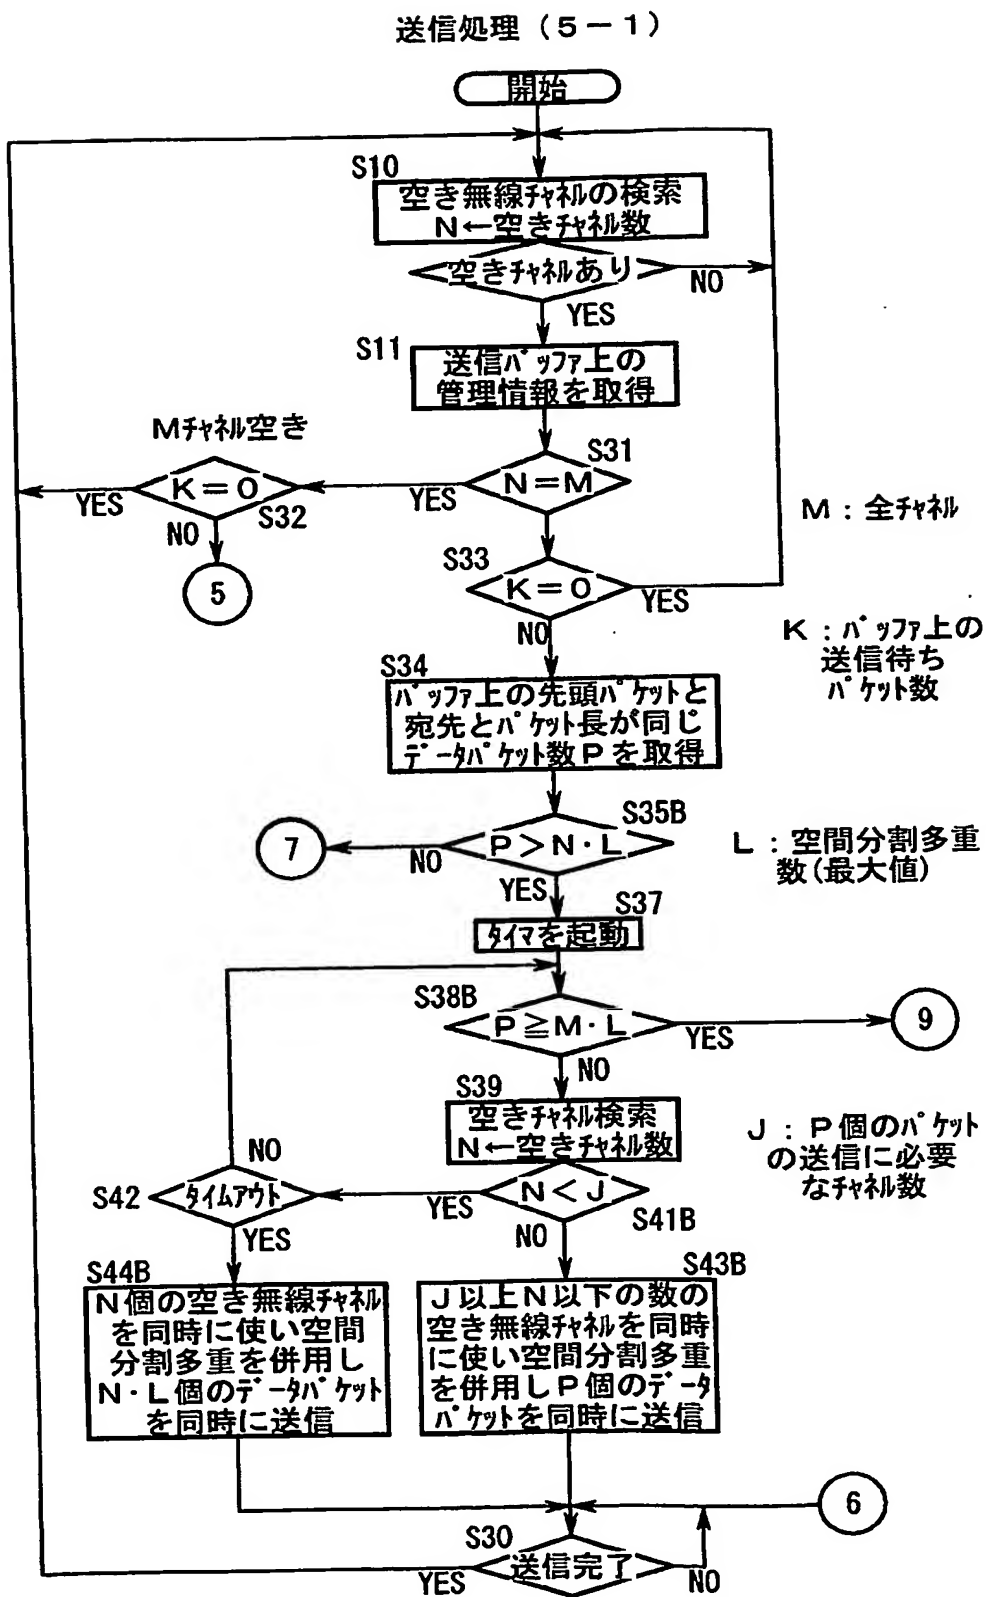 送信処理（5－1）
開始
S10
空き無線ﾁｬﾈﾙの検索
N←空きﾁｬﾈﾙ数
空きﾁｬﾈﾙあり
NO
YES
S11
送信ﾊﾞｯﾌｧ上の
管理情報を取得
Mﾁｬﾈﾙ空き
S31
N＝M
YES
K＝0
YES
S32
NO
5
M：全ﾁｬﾈﾙ
S33
K＝0
YES
NO
K：ﾊﾞｯﾌｧ上の
送信待ち
ﾊﾟｹｯﾄ数
S34
ﾊﾞｯﾌｧ上の先頭ﾊﾟｹｯﾄと
宛先とﾊﾟｹｯﾄ長が同じ
ﾃﾞｰﾀﾊﾟｹｯﾄ数Pを取得
S35B
P＞N・L
NO
7
YES
L：空間分割多重
数(最大値)
S37
ﾀｲﾏを起動
S38B
P≧M・L
YES
9
NO
S39
空きﾁｬﾈﾙ検索
N←空きﾁｬﾈﾙ数
J：P個のﾊﾟｹｯﾄ
の送信に必要
なﾁｬﾈﾙ数
NO
S42
ﾀｲﾑｱｳﾄ
YES
N＜J
S41B
YES
NO
S44B
N個の空き無線ﾁｬﾈﾙ
を同時に使い空間
分割多重を併用し
N・L個のﾃﾞｰﾀﾊﾟｹｯﾄ
を同時に送信
S43B
J以上N以下の数の
空き無線ﾁｬﾈﾙを同時
に使い空間分割多重
を併用しP個のﾃﾞｰﾀ
ﾊﾟｹｯﾄを同時に送信
6
S30
送信完了
YES
NO